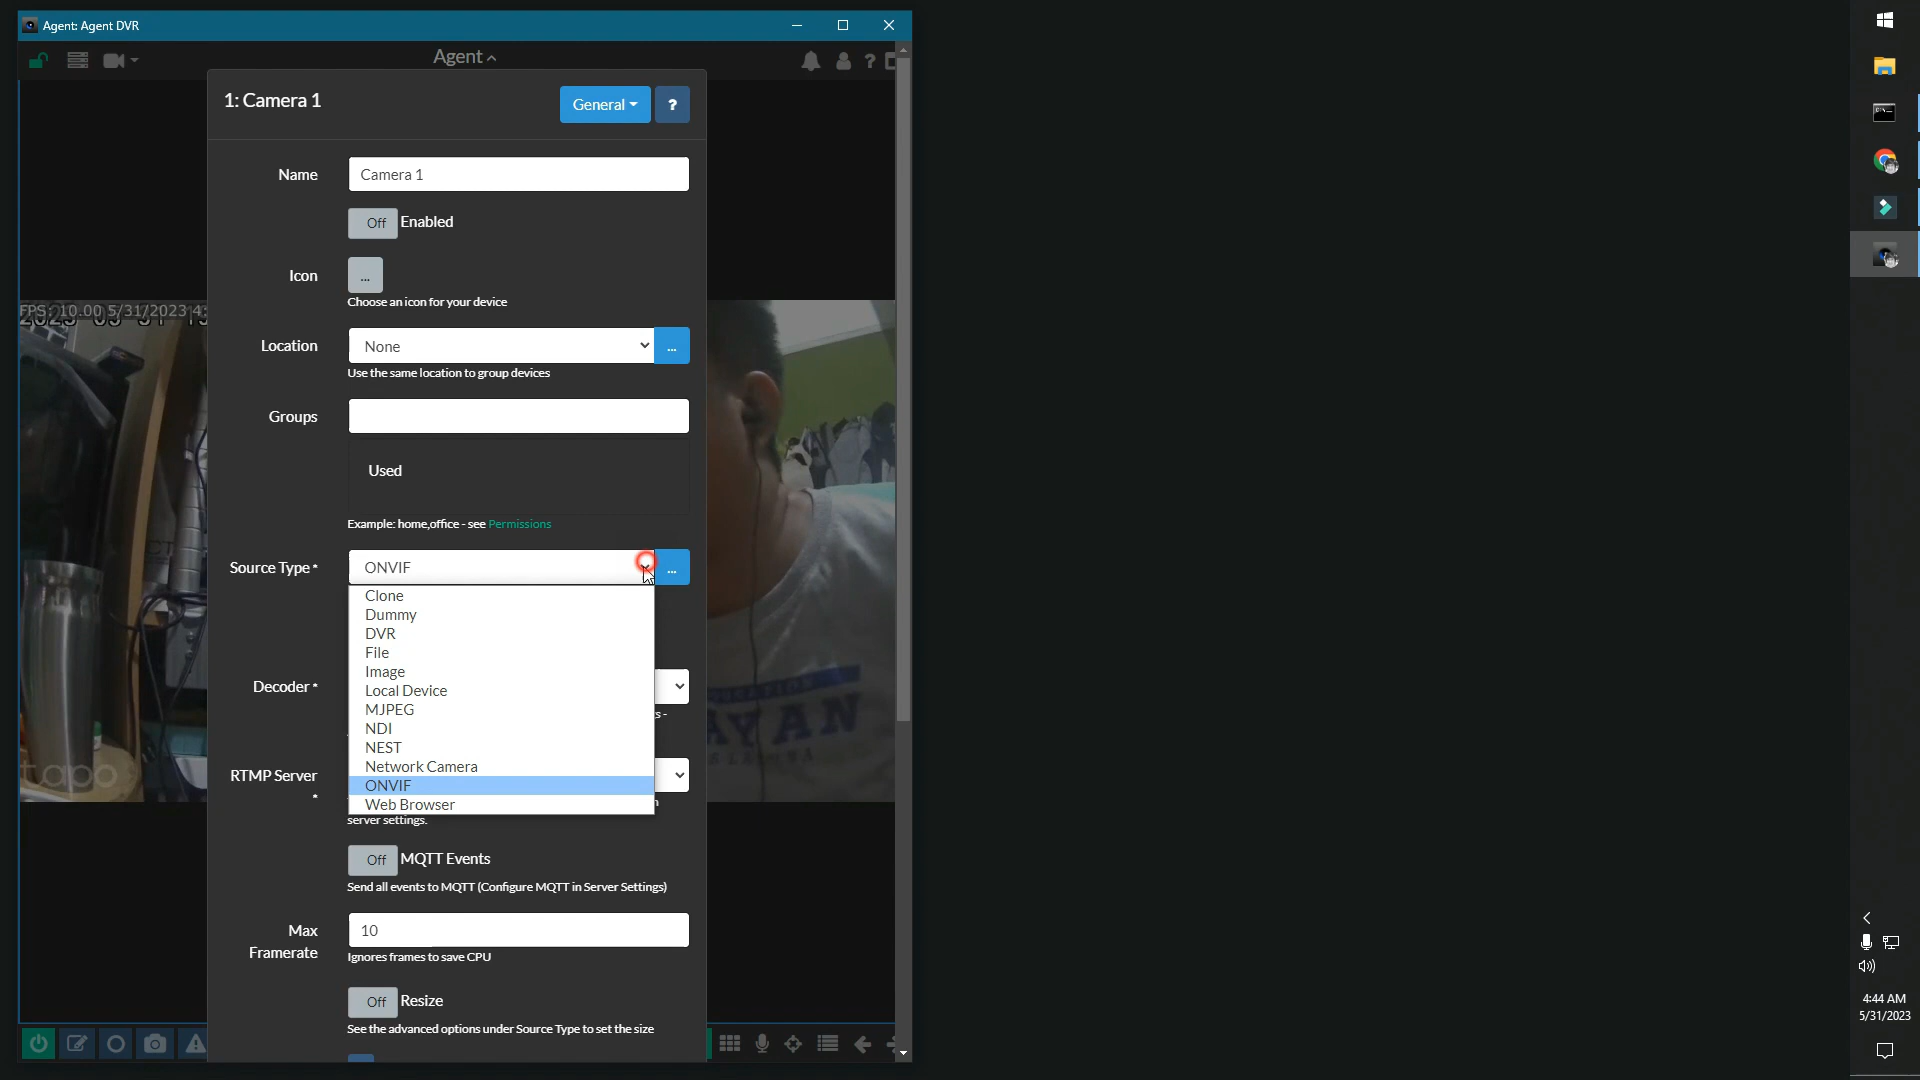 Agent: Agent DVR
Agent
1: Camera 1
General
?
Name
Camera 1
Off Enabled
Icon
...
Choose an icon for your device
FPS: 10.00 5/31/2023 4:
Location
None
...
Use the same location to group devices
Groups
Used
Example: home,office - see Permissions
Source Type*
ONVIF
...
Clone
Dummy
DVR
File
Image
Local Device
MJPEG
NDI
NEST
Network Camera
ONVIF
Web Browser
Decoder *
RTMP Server
*
server settings.
tapo
Off MQTT Events
Send all events to MQTT (Configure MQTT in Server Settings)
Max
Framerate
10
Ignores frames to save CPU
Off Resize
See the advanced options under Source Type to set the size
4:44 AM
5/31/2023